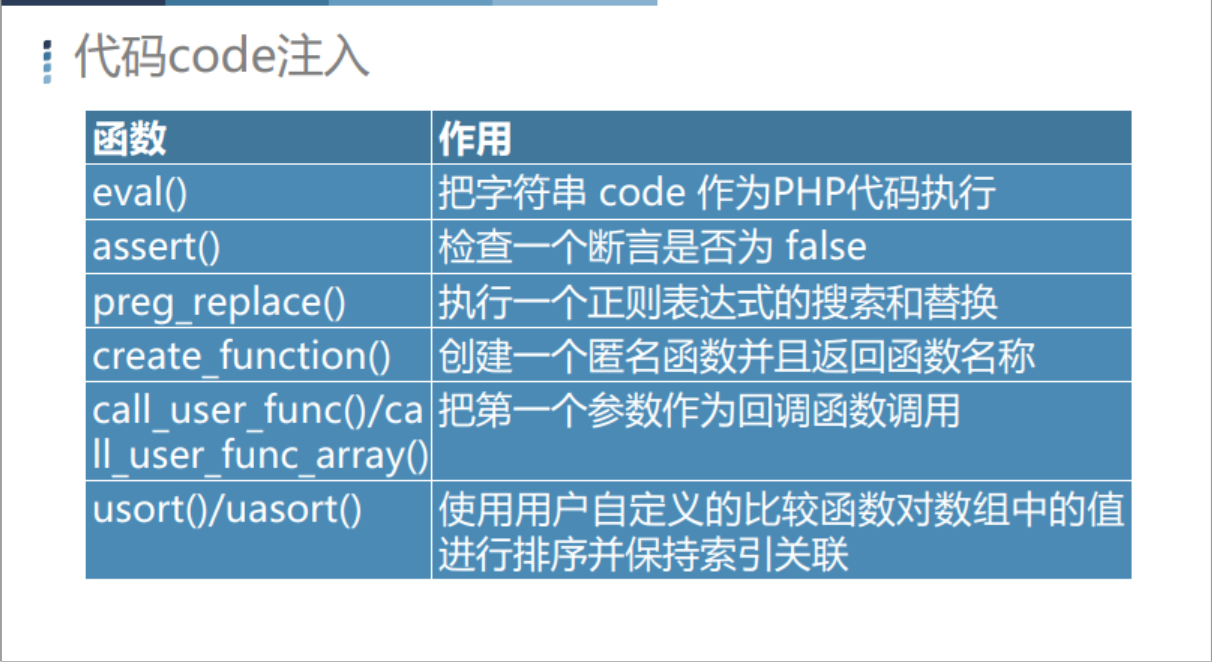 代码code注入
函数 作用
eval() 把字符串 code 作为PHP代码执行
assert() 检查一个断言是否为 false
preg_replace() 执行一个正则表达式的搜索和替换
create_function() 创建一个匿名函数并且返回函数名称
call_user_func()/ca 把第一个参数作为回调函数调用
ll_user_func_array()
usort()/uasort() 使用用户自定义的比较函数对数组中的值
进行排序并保持索引关联